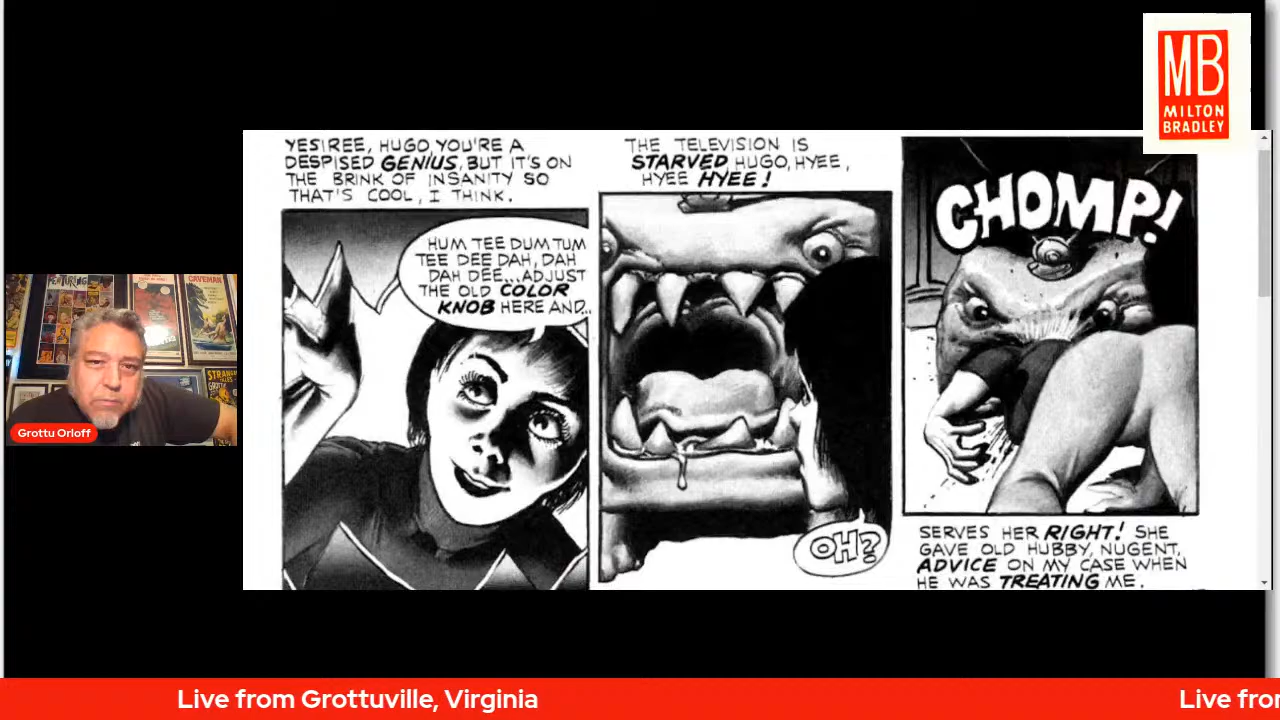 MB
MILTON
BRADLEY
YESIREE, HUGO, YOU'RE A
DESPISED GENIUS, BUT IT'S ON
THE BRINK OF INSANITY SO
THAT'S COOL, I THINK.
HUM TEE DUM TUM
TEE DEE DAH, DAH
DAH DEE...ADJUST
THE OLD COLOR
KNOB HERE AND...
THE TELEVISION IS
STARVED, HUGO, HYEE,
HYEE HYEE!
OH?
CHOMP!
SERVES HER RIGHT! SHE
GAVE OLD HUBBY, NUGENT,
ADVICE ON MY CASE WHEN
HE WAS TREATING ME.
CAVEMAN
STRANGE
TALES
Grottu Orloff
Live from Grottuville, Virginia
Live from